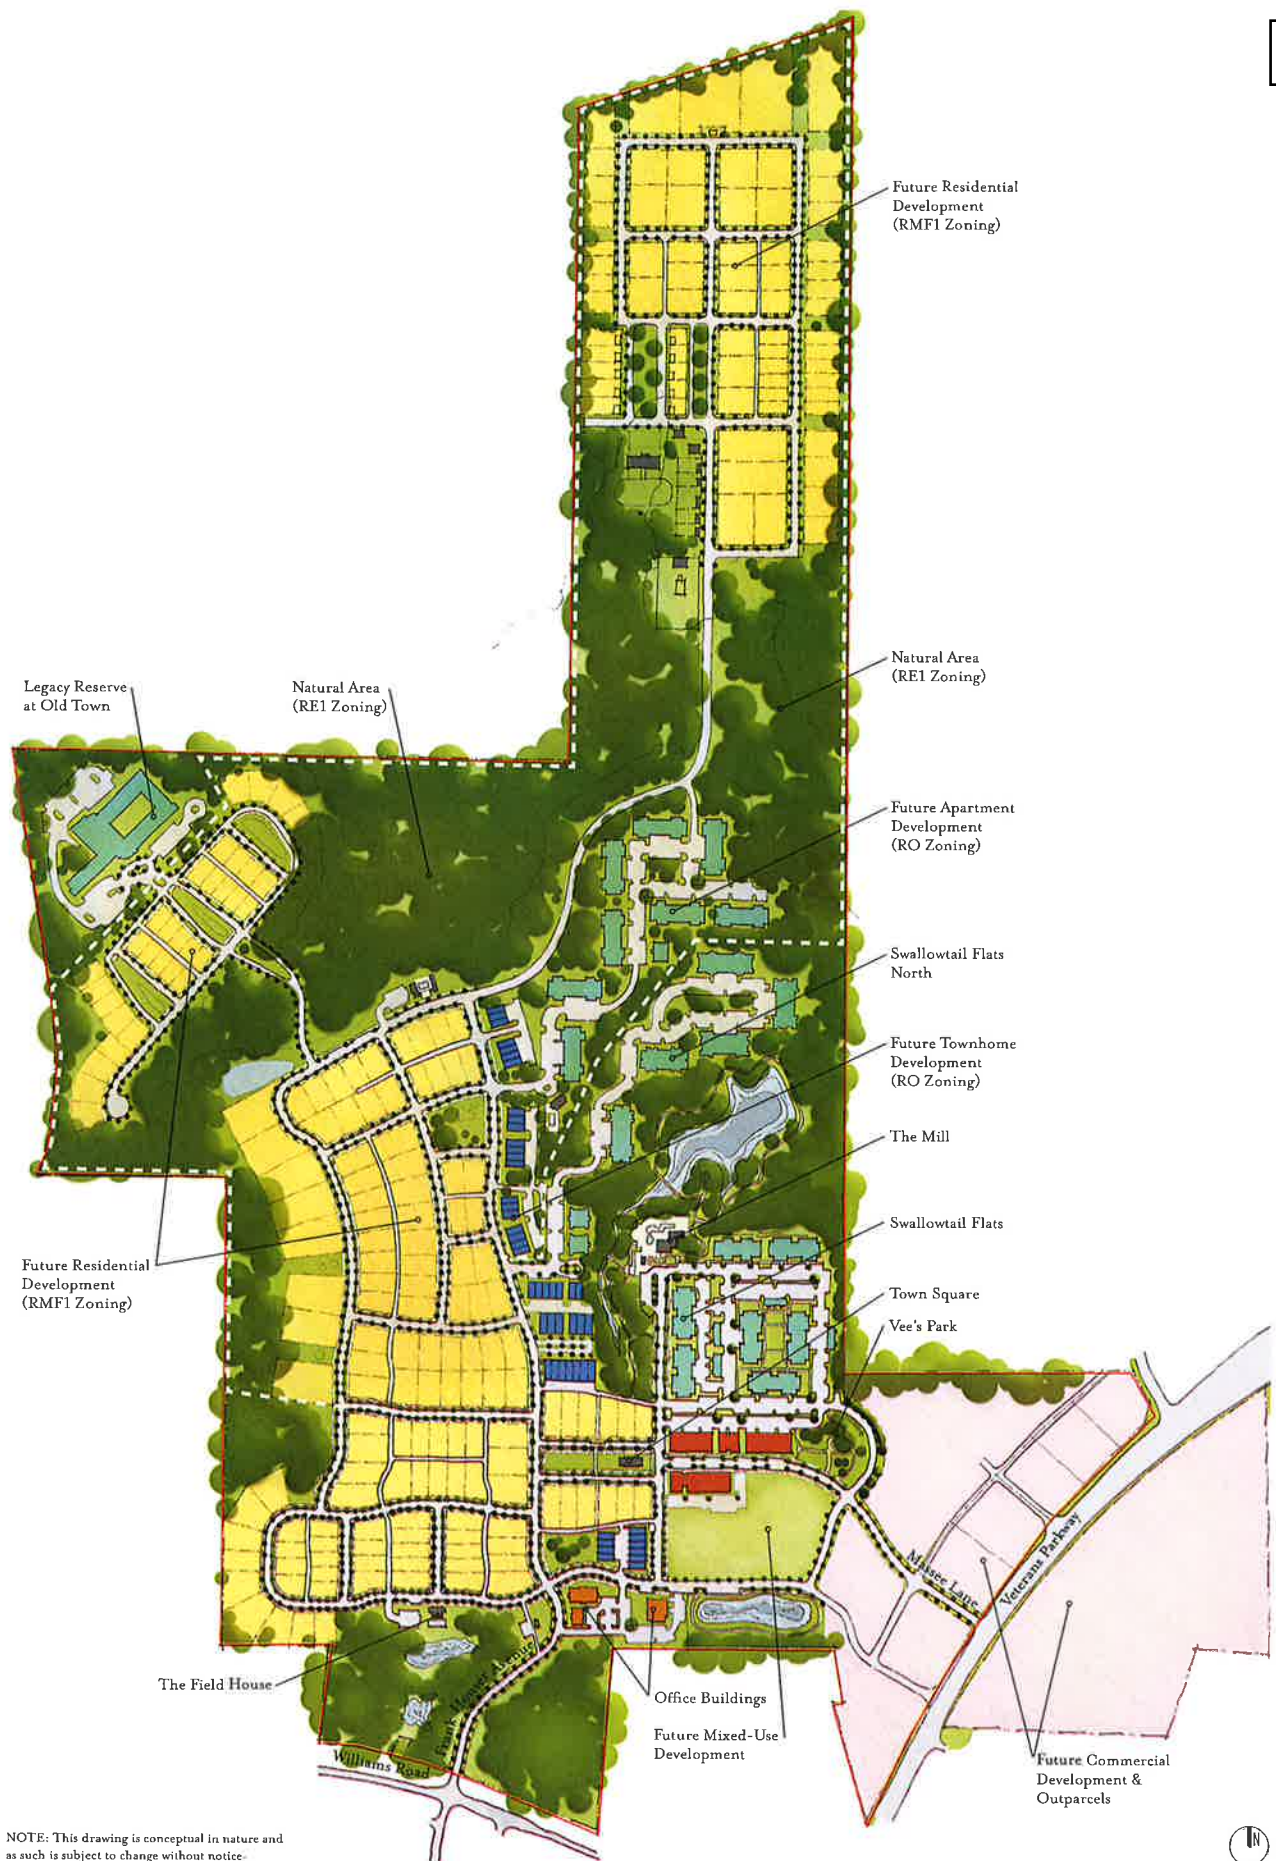 Future Residential
Development
(RMF1 Zoning)
Natural Area
(RE1 Zoning)
Legacy Reserve
at Old Town
Natural Area
(RE1 Zoning)
Future Apartment
Development
(RO Zoning)
Swallowtail Flats
North
Future Townhome
Development
(RO Zoning)
The Mill
Swallowtail Flats
Future Residential
Development
(RMF1 Zoning)
Town Square
Vee's Park
Massee Lane
Veterans Parkway
The Field House
Office Buildings
Future Mixed-Use
Development
Williams Road
Future Commercial
Development &
Outparcels
NOTE: This drawing is conceptual in nature and
as such is subject to change without notice.
N